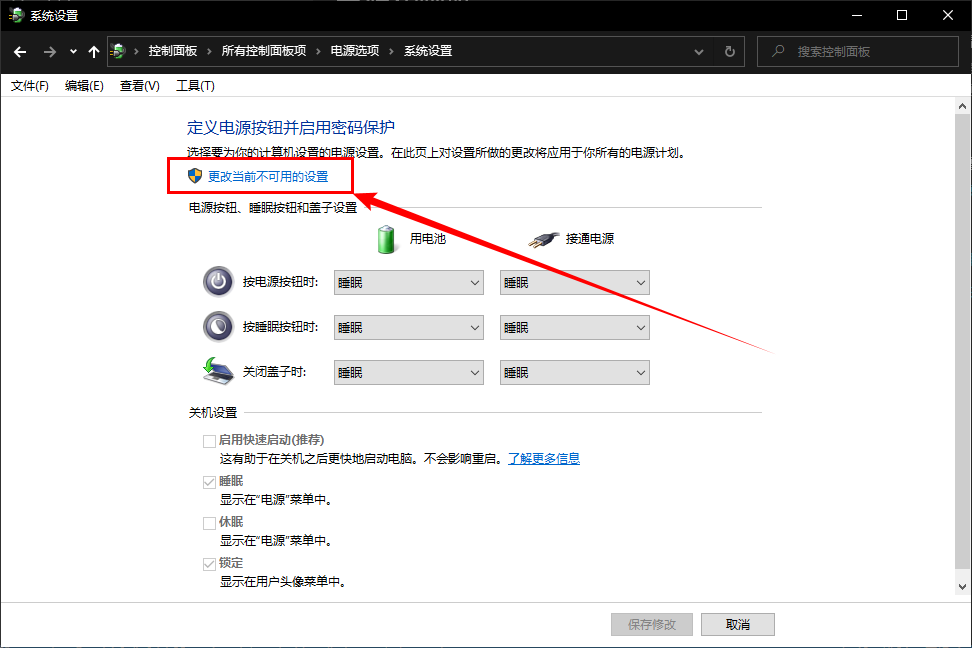 系统设置
控制面板 › 所有控制面板项 › 电源选项 › 系统设置
搜索控制面板
文件(F) 编辑(E) 查看(V) 工具(T)
定义电源按钮并启用密码保护
选择要为你的计算机设置的电源设置。在此页上对设置所做的更改将应用于你所有的电源计划。
更改当前不可用的设置
电源按钮、睡眠按钮和盖子设置
用电池 接通电源
按电源按钮时: 睡眠 睡眠
按睡眠按钮时: 睡眠 睡眠
关闭盖子时: 睡眠 睡眠
关机设置
启用快速启动(推荐)
这有助于在关机之后更快地启动电脑。不会影响重启。了解更多信息
睡眠
显示在“电源”菜单中。
休眠
显示在“电源”菜单中。
锁定
显示在用户头像菜单中。
保存修改 取消